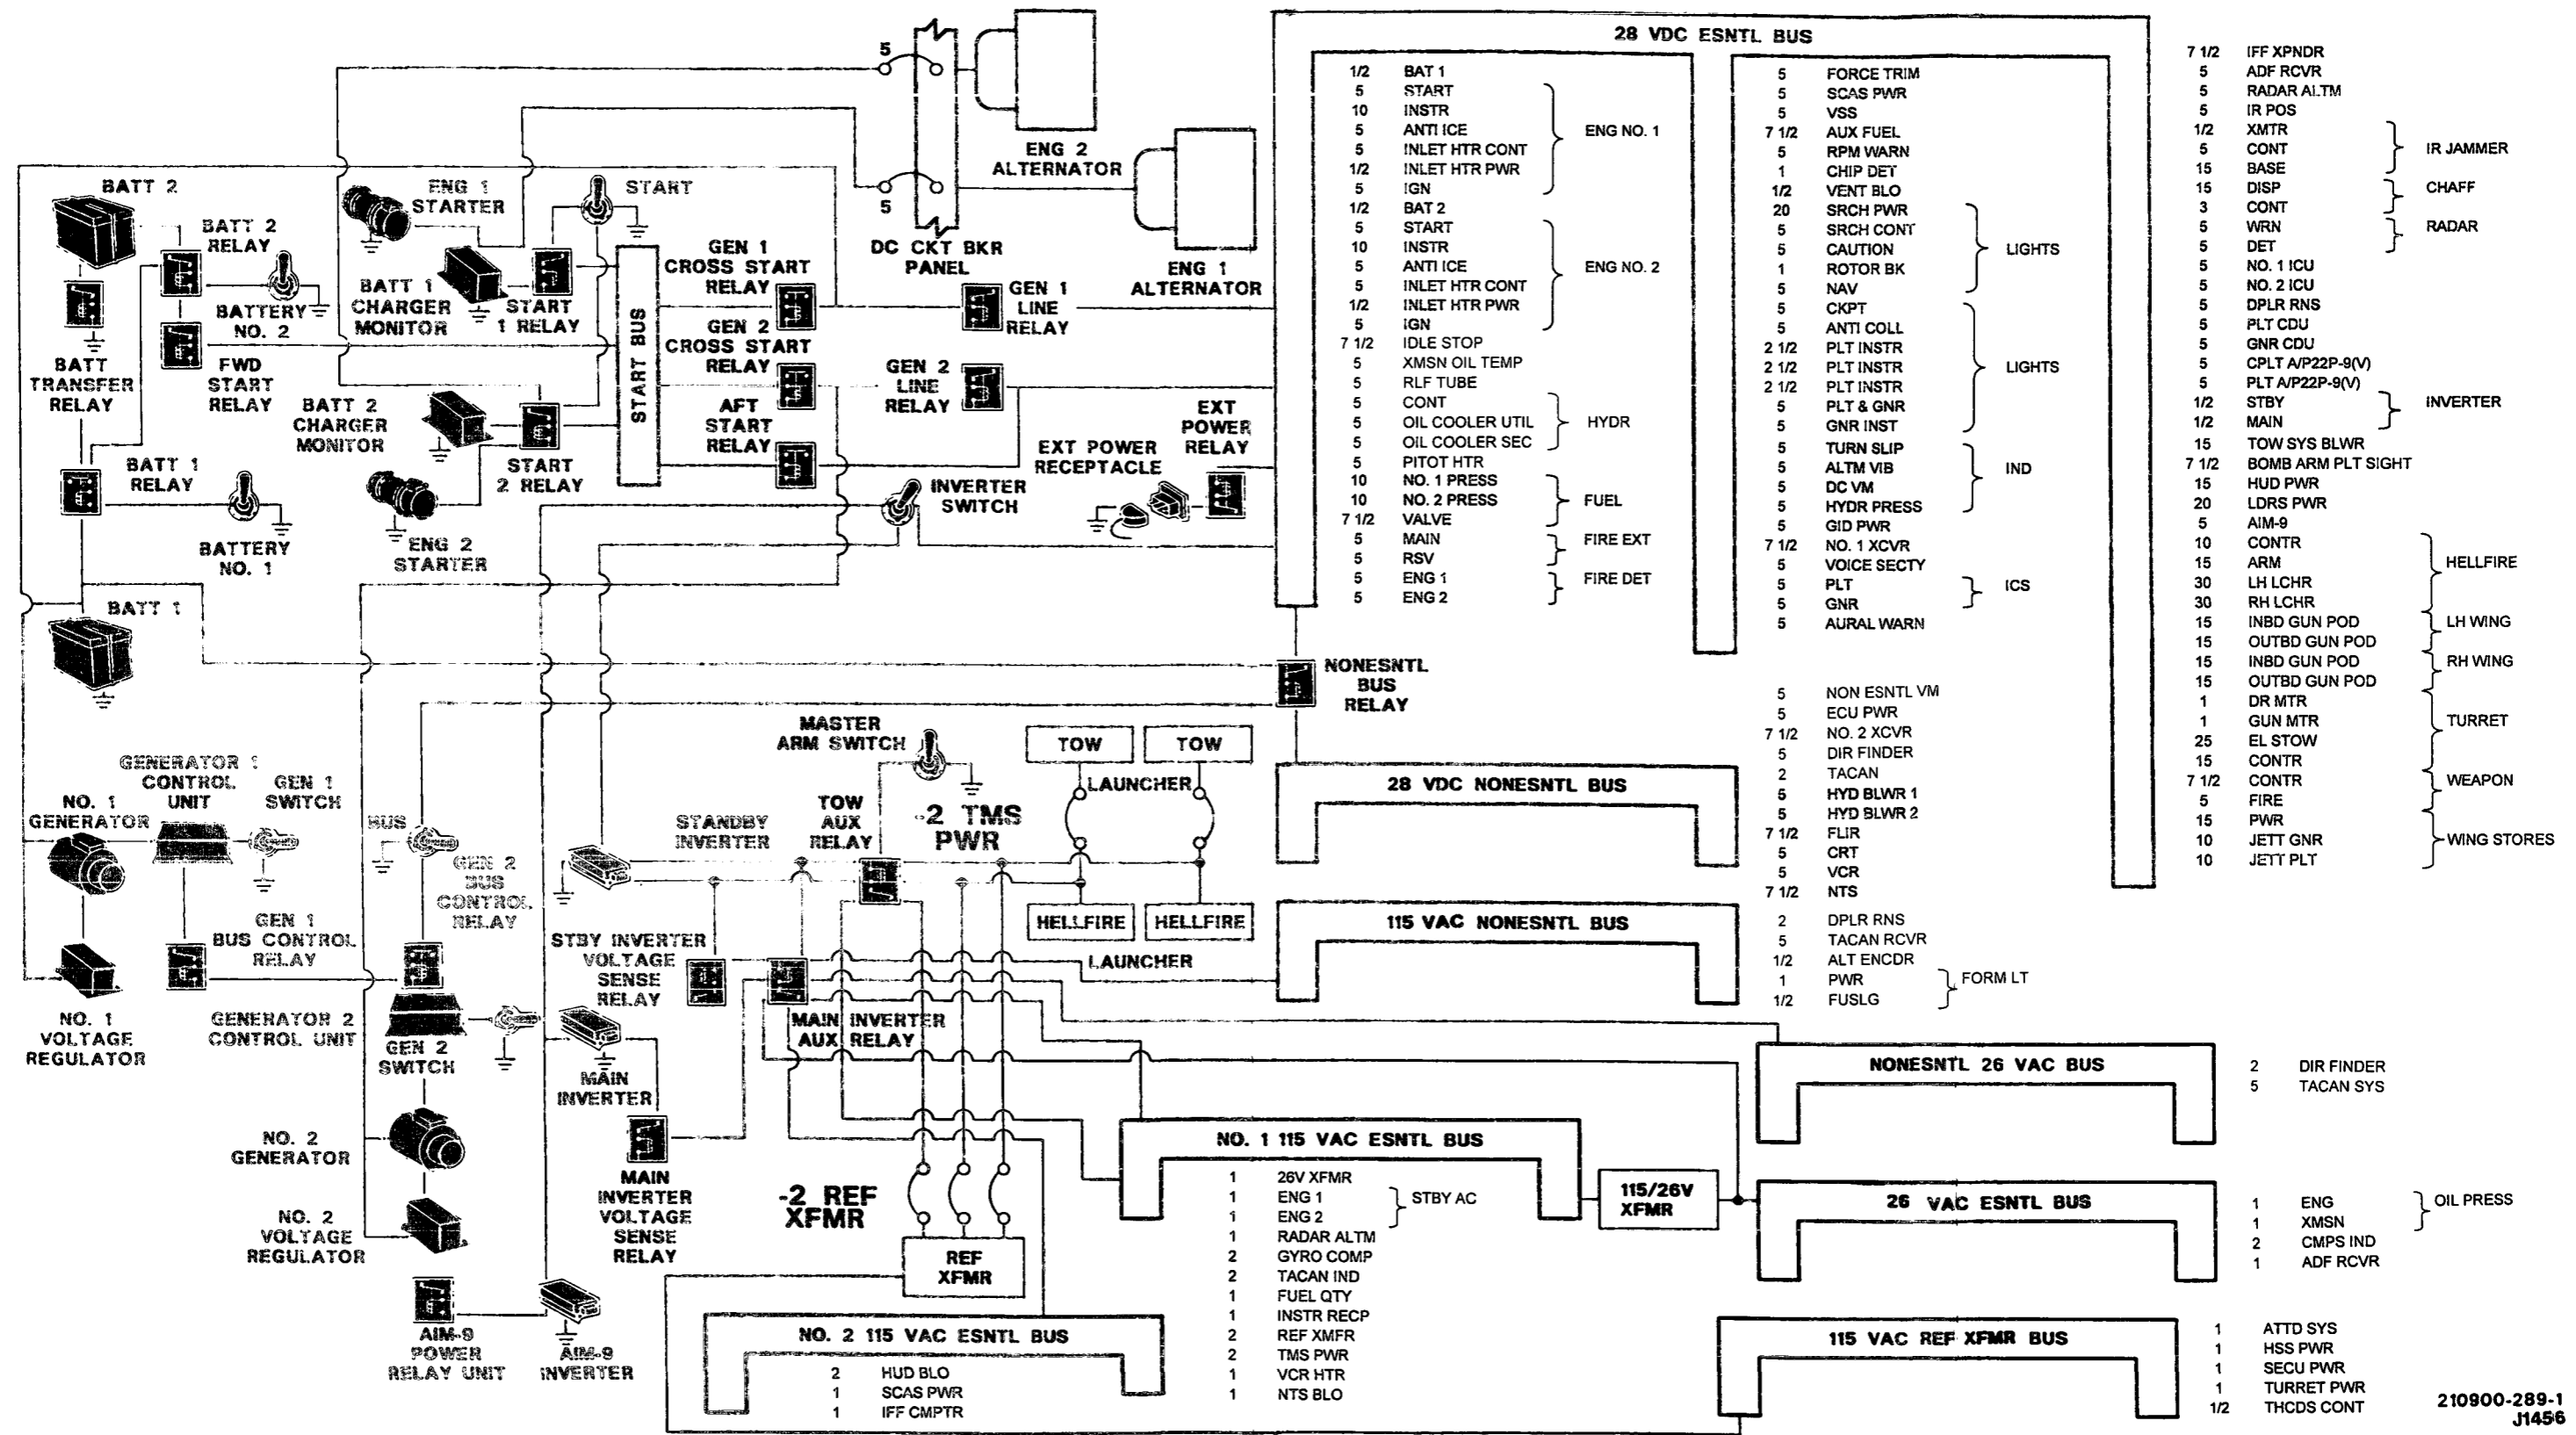 28 VDC ESNTL BUS
5
5
DC CKT BKR
PANEL
ENG 2
ALTERNATOR
ENG 1
ALTERNATOR
BATT 2
BATT 2
RELAY
BATTERY
NO. 2
ENG 1
STARTER
START
BATT 1
CHARGER
MONITOR
START
1 RELAY
GEN 1
CROSS START
RELAY
GEN 1
LINE
RELAY
GEN 2
CROSS START
RELAY
GEN 2
LINE
RELAY
START BUS
BATT
TRANSFER
RELAY
FWD
START
RELAY
BATT 2
CHARGER
MONITOR
AFT
START
RELAY
EXT
POWER
RELAY
EXT POWER
RECEPTACLE
BATT 1
RELAY
START
2 RELAY
INVERTER
SWITCH
BATTERY
NO. 1
ENG 2
STARTER
BATT 1
1/2 BAT 1
5 START
10 INSTR
5 ANTI ICE
5 INLET HTR CONT
1/2 INLET HTR PWR
5 IGN
ENG NO. 1
1/2 BAT 2
5 START
10 INSTR
5 ANTI ICE
5 INLET HTR CONT
1/2 INLET HTR PWR
5 IGN
ENG NO. 2
7 1/2 IDLE STOP
5 XMSN OIL TEMP
5 RLF TUBE
5 CONT
5 OIL COOLER UTIL
5 OIL COOLER SEC
HYDR
5 PITOT HTR
10 NO. 1 PRESS
10 NO. 2 PRESS
7 1/2 VALVE
FUEL
5 MAIN
5 RSV
FIRE EXT
5 ENG 1
5 ENG 2
FIRE DET
5 FORCE TRIM
5 SCAS PWR
5 VSS
7 1/2 AUX FUEL
5 RPM WARN
1 CHIP DET
1/2 VENT BLO
20 SRCH PWR
5 SRCH CONT
5 CAUTION
1 ROTOR BK
5 NAV
LIGHTS
5 CKPT
5 ANTI COLL
2 1/2 PLT INSTR
2 1/2 PLT INSTR
2 1/2 PLT INSTR
5 PLT & GNR
5 GNR INST
LIGHTS
5 TURN SLIP
5 ALTM VIB
5 DC VM
5 HYDR PRESS
IND
5 GID PWR
7 1/2 NO. 1 XCVR
5 VOICE SECTY
5 PLT
5 GNR
ICS
5 AURAL WARN
7 1/2 IFF XPNDR
5 ADF RCVR
5 RADAR ALTM
5 IR POS
1/2 XMTR
5 CONT
15 BASE
IR JAMMER
15 DISP
3 CONT
CHAFF
5 WRN
5 DET
RADAR
5 NO. 1 ICU
5 NO. 2 ICU
5 DPLR RNS
5 PLT CDU
5 GNR CDU
5 CPLT A/P22P-9(V)
5 PLT A/P22P-9(V)
1/2 STBY
1/2 MAIN
INVERTER
15 TOW SYS BLWR
7 1/2 BOMB ARM PLT SIGHT
15 HUD PWR
20 LDRS PWR
5 AIM-9
10 CONTR
15 ARM
30 LH LCHR
30 RH LCHR
HELLFIRE
15 INBD GUN POD
15 OUTBD GUN POD
LH WING
15 INBD GUN POD
15 OUTBD GUN POD
RH WING
1 DR MTR
1 GUN MTR
25 EL STOW
15 CONTR
TURRET
7 1/2 CONTR
5 FIRE
WEAPON
15 PWR
10 JETT GNR
10 JETT PLT
WING STORES
NONESNTL
BUS
RELAY
28 VDC NONESNTL BUS
5 NON ESNTL VM
5 ECU PWR
7 1/2 NO. 2 XCVR
5 DIR FINDER
2 TACAN
5 HYD BLWR 1
5 HYD BLWR 2
7 1/2 FLIR
5 CRT
5 VCR
7 1/2 NTS
MASTER
ARM SWITCH
TOW
TOW
LAUNCHER
HELLFIRE
HELLFIRE
LAUNCHER
TOW
AUX
RELAY
-2 TMS
PWR
STANDBY
INVERTER
GENERATOR 1
CONTROL
UNIT
GEN 1
SWITCH
NO. 1
GENERATOR
BUS
GEN 2
BUS
CONTROL
RELAY
GEN 1
BUS CONTROL
RELAY
STBY INVERTER
VOLTAGE
SENSE
RELAY
NO. 1
VOLTAGE
REGULATOR
GENERATOR 2
CONTROL UNIT
GEN 2
SWITCH
MAIN INVERTER
AUX RELAY
MAIN
INVERTER
NO. 2
GENERATOR
MAIN
INVERTER
VOLTAGE
SENSE
RELAY
NO. 2
VOLTAGE
REGULATOR
AIM-9
POWER
RELAY UNIT
AIM-9
INVERTER
-2 REF
XFMR
REF
XFMR
115 VAC NONESNTL BUS
2 DPLR RNS
5 TACAN RCVR
1/2 ALT ENCDR
1 PWR
1/2 FUSLG
FORM LT
NONESNTL 26 VAC BUS
2 DIR FINDER
5 TACAN SYS
NO. 1 115 VAC ESNTL BUS
1 26V XFMR
1 ENG 1
1 ENG 2
STBY AC
1 RADAR ALTM
2 GYRO COMP
2 TACAN IND
1 FUEL QTY
1 INSTR RECP
2 REF XMFR
2 TMS PWR
1 VCR HTR
1 NTS BLO
115/26V
XFMR
26 VAC ESNTL BUS
1 ENG
1 XMSN
OIL PRESS
2 CMPS IND
1 ADF RCVR
NO. 2 115 VAC ESNTL BUS
2 HUD BLO
1 SCAS PWR
1 IFF CMPTR
115 VAC REF XFMR BUS
1 ATTD SYS
1 HSS PWR
1 SECU PWR
1 TURRET PWR
1/2 THCDS CONT
210900-289-1
J1456